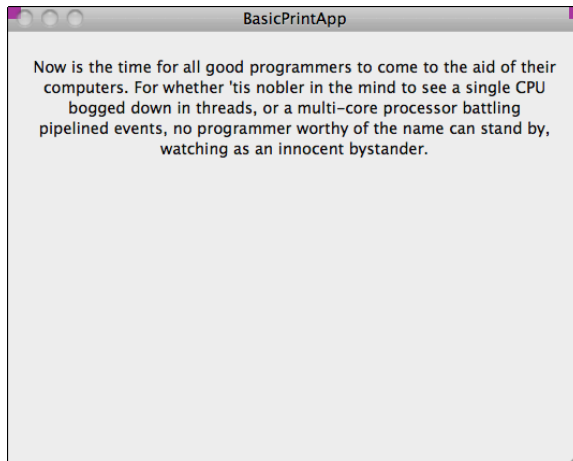 BasicPrintApp
Now is the time for all good programmers to come to the aid of their
computers. For whether 'tis nobler in the mind to see a single CPU
bogged down in threads, or a multi-core processor battling
pipelined events, no programmer worthy of the name can stand by,
watching as an innocent bystander.